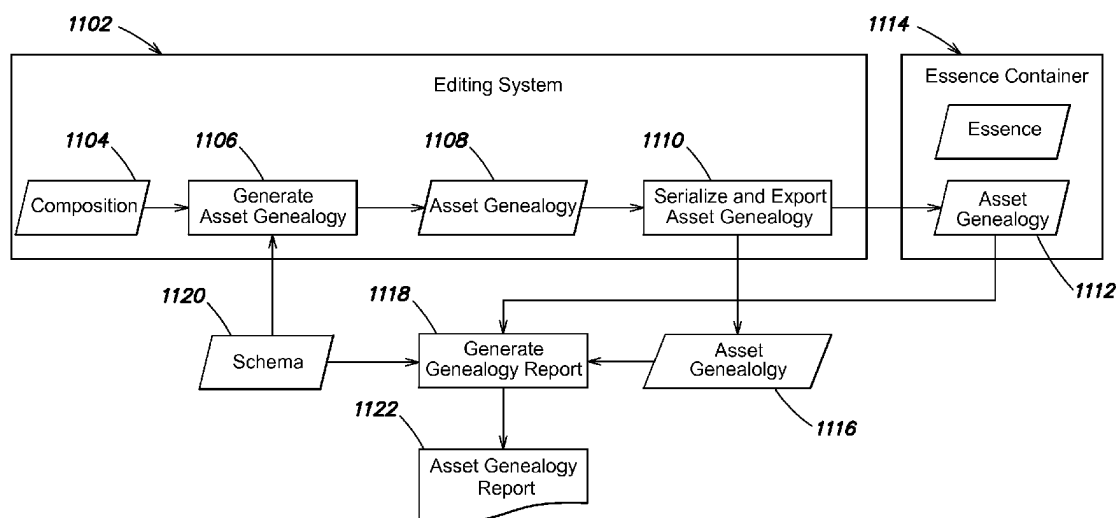 1102
1114
Editing System
Essence Container
Essence
1104
1106
1108
1110
Composition
Generate
Asset Genealogy
Asset Genealogy
Serialize and Export
Asset Genealogy
Asset
Genealogy
1112
1120
1118
Schema
Generate
Genealogy Report
Asset
Genealolgy
1116
1122
Asset Genealogy
Report